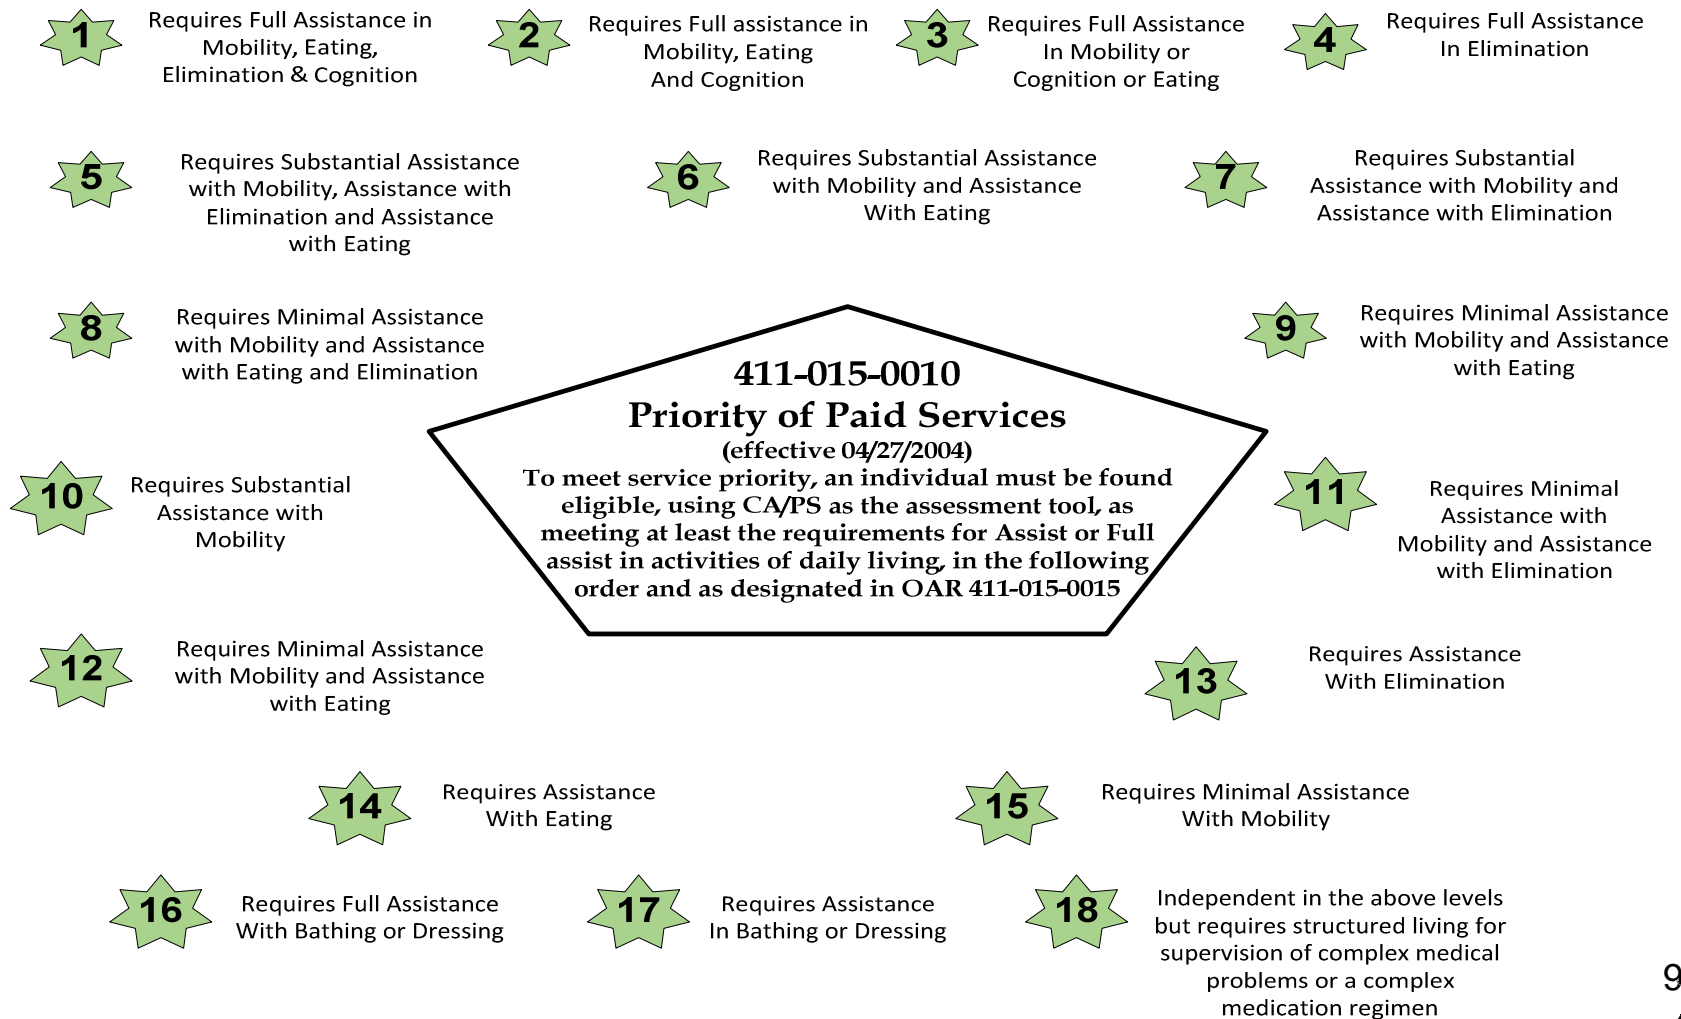 1
Requires Full Assistance in
Mobility, Eating,
Elimination & Cognition
2
Requires Full assistance in
Mobility, Eating
And Cognition
3
Requires Full Assistance
In Mobility or
Cognition or Eating
4
Requires Full Assistance
In Elimination
5
Requires Substantial Assistance
with Mobility, Assistance with
Elimination and Assistance
with Eating
6
Requires Substantial Assistance
with Mobility and Assistance
With Eating
7
Requires Substantial
Assistance with Mobility and
Assistance with Elimination
8
Requires Minimal Assistance
with Mobility and Assistance
with Eating and Elimination
9
Requires Minimal Assistance
with Mobility and Assistance
with Eating
411-015-0010
Priority of Paid Services
(effective 04/27/2004)
To meet service priority, an individual must be found
eligible, using CA/PS as the assessment tool, as
meeting at least the requirements for Assist or Full
assist in activities of daily living, in the following
order and as designated in OAR 411-015-0015
10
Requires Substantial
Assistance with
Mobility
11
Requires Minimal
Assistance with
Mobility and Assistance
with Elimination
12
Requires Minimal Assistance
with Mobility and Assistance
with Eating
13
Requires Assistance
With Elimination
14
Requires Assistance
With Eating
15
Requires Minimal Assistance
With Mobility
16
Requires Full Assistance
With Bathing or Dressing
17
Requires Assistance
In Bathing or Dressing
18
Independent in the above levels
but requires structured living for
supervision of complex medical
problems or a complex
medication regimen
9